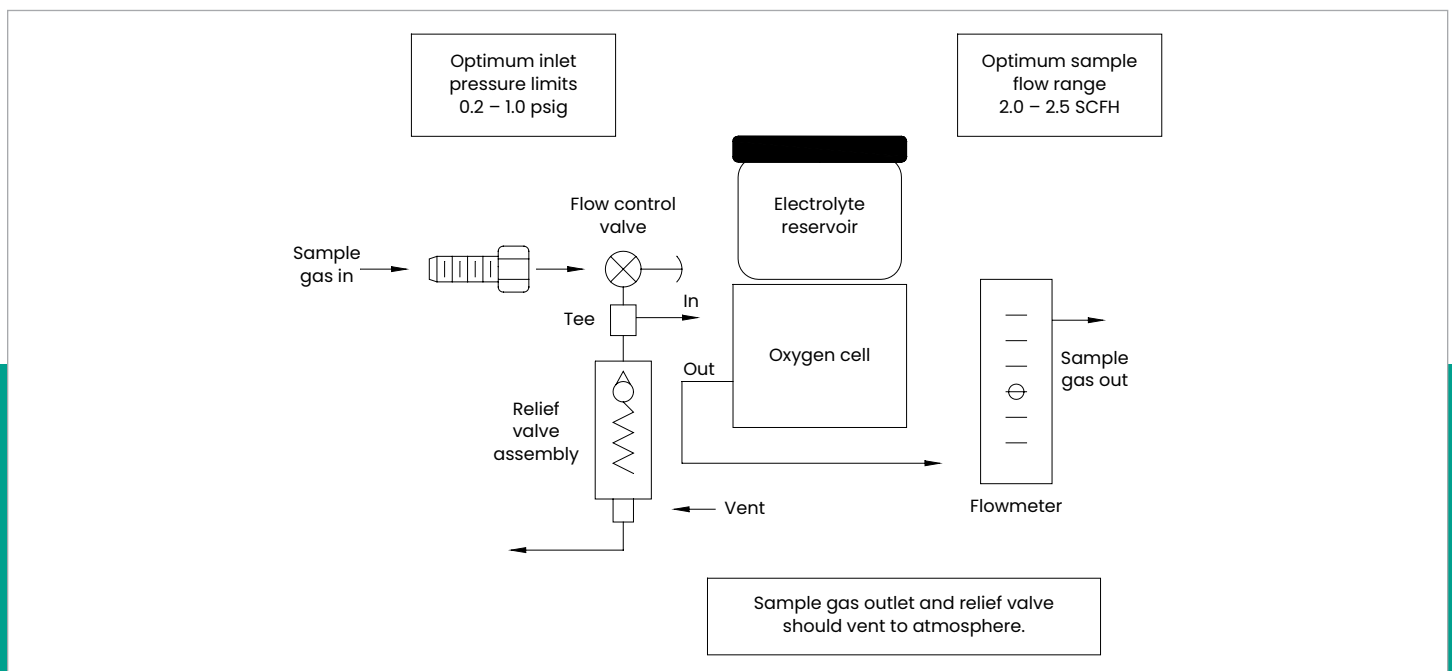 Optimum inlet
pressure limits
0.2 – 1.0 psig
Optimum sample
flow range
2.0 – 2.5 SCFH
Flow control
valve
Electrolyte
reservoir
Sample
gas in
In
Tee
Oxygen cell
Out
Sample
gas out
Relief
valve
assembly
Vent
Flowmeter
Sample gas outlet and relief valve
should vent to atmosphere.